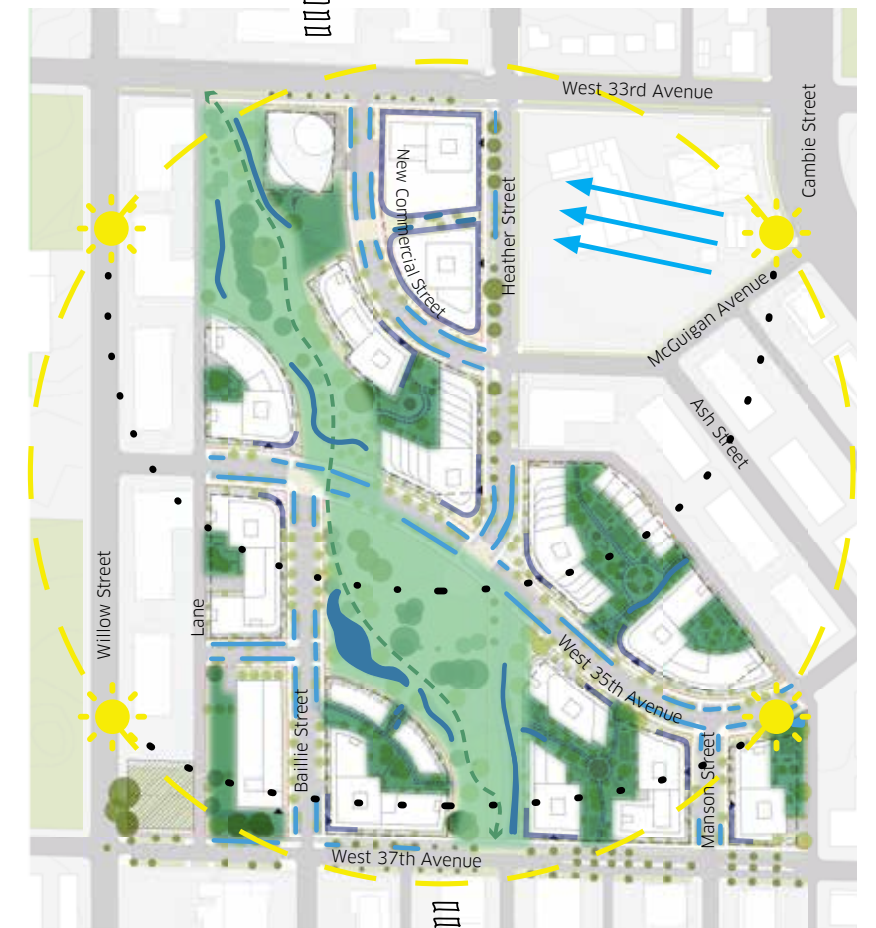 West 33rd Avenue
Cambie Street
New Commercial Street
Heather Street
McGuigan Avenue
Ash Street
Willow Street
Lane
West 35th Avenue
Baillie Street
Manson Street
West 37th Avenue